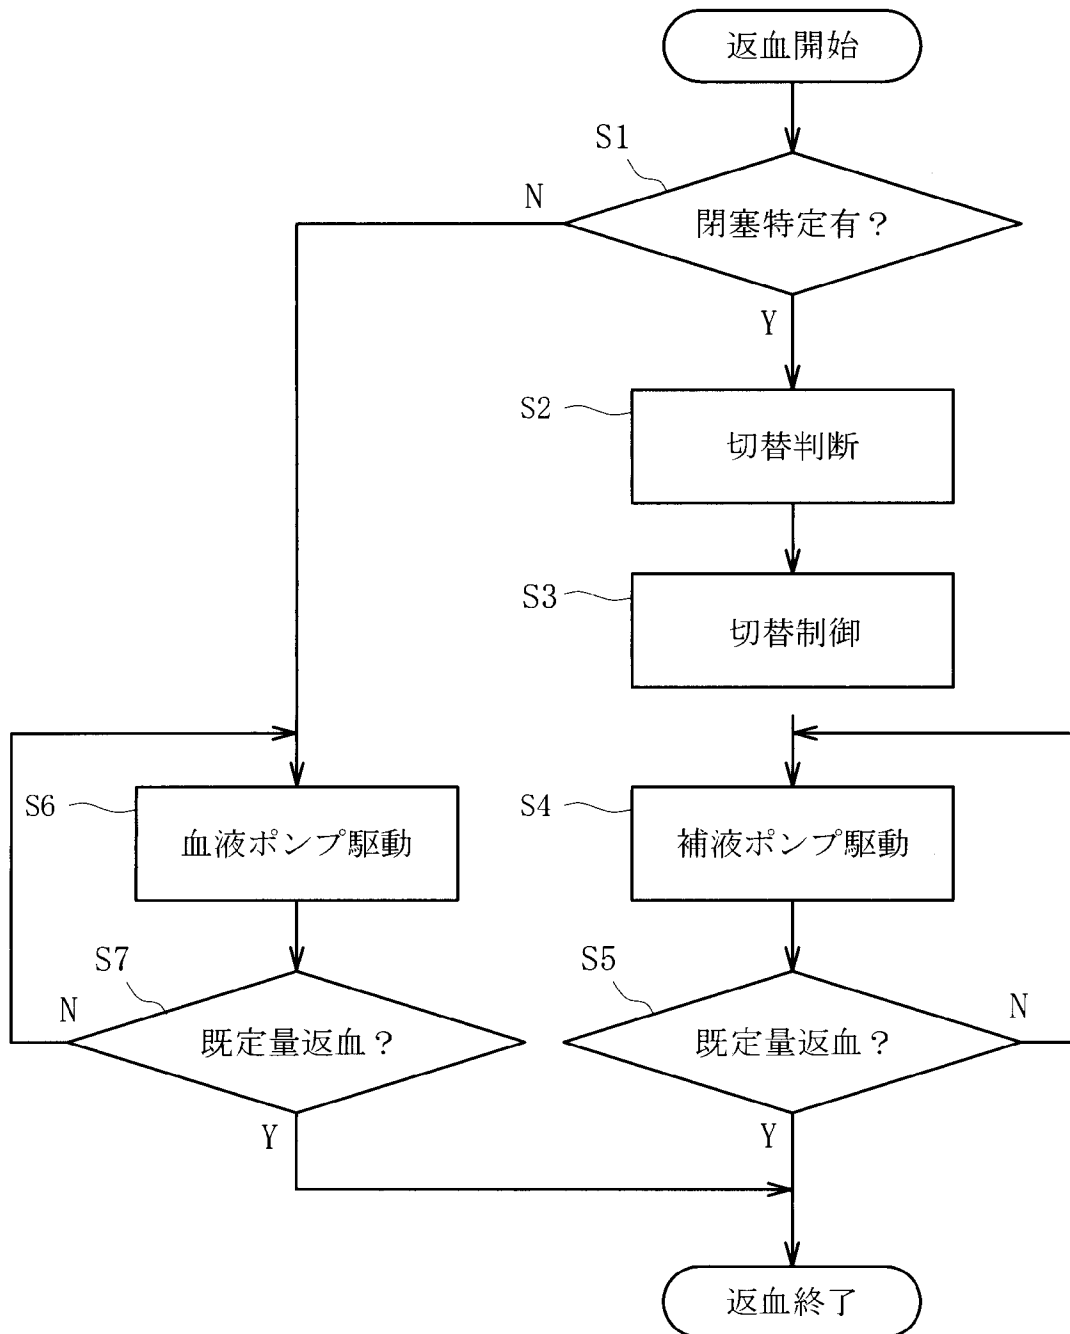 返血開始
S1
N
閉塞特定有？
Y
S2
切替判断
S3
切替制御
S6
血液ポンプ駆動
S4
補液ポンプ駆動
S7
N
既定量返血？
Y
S5
N
既定量返血？
Y
返血終了